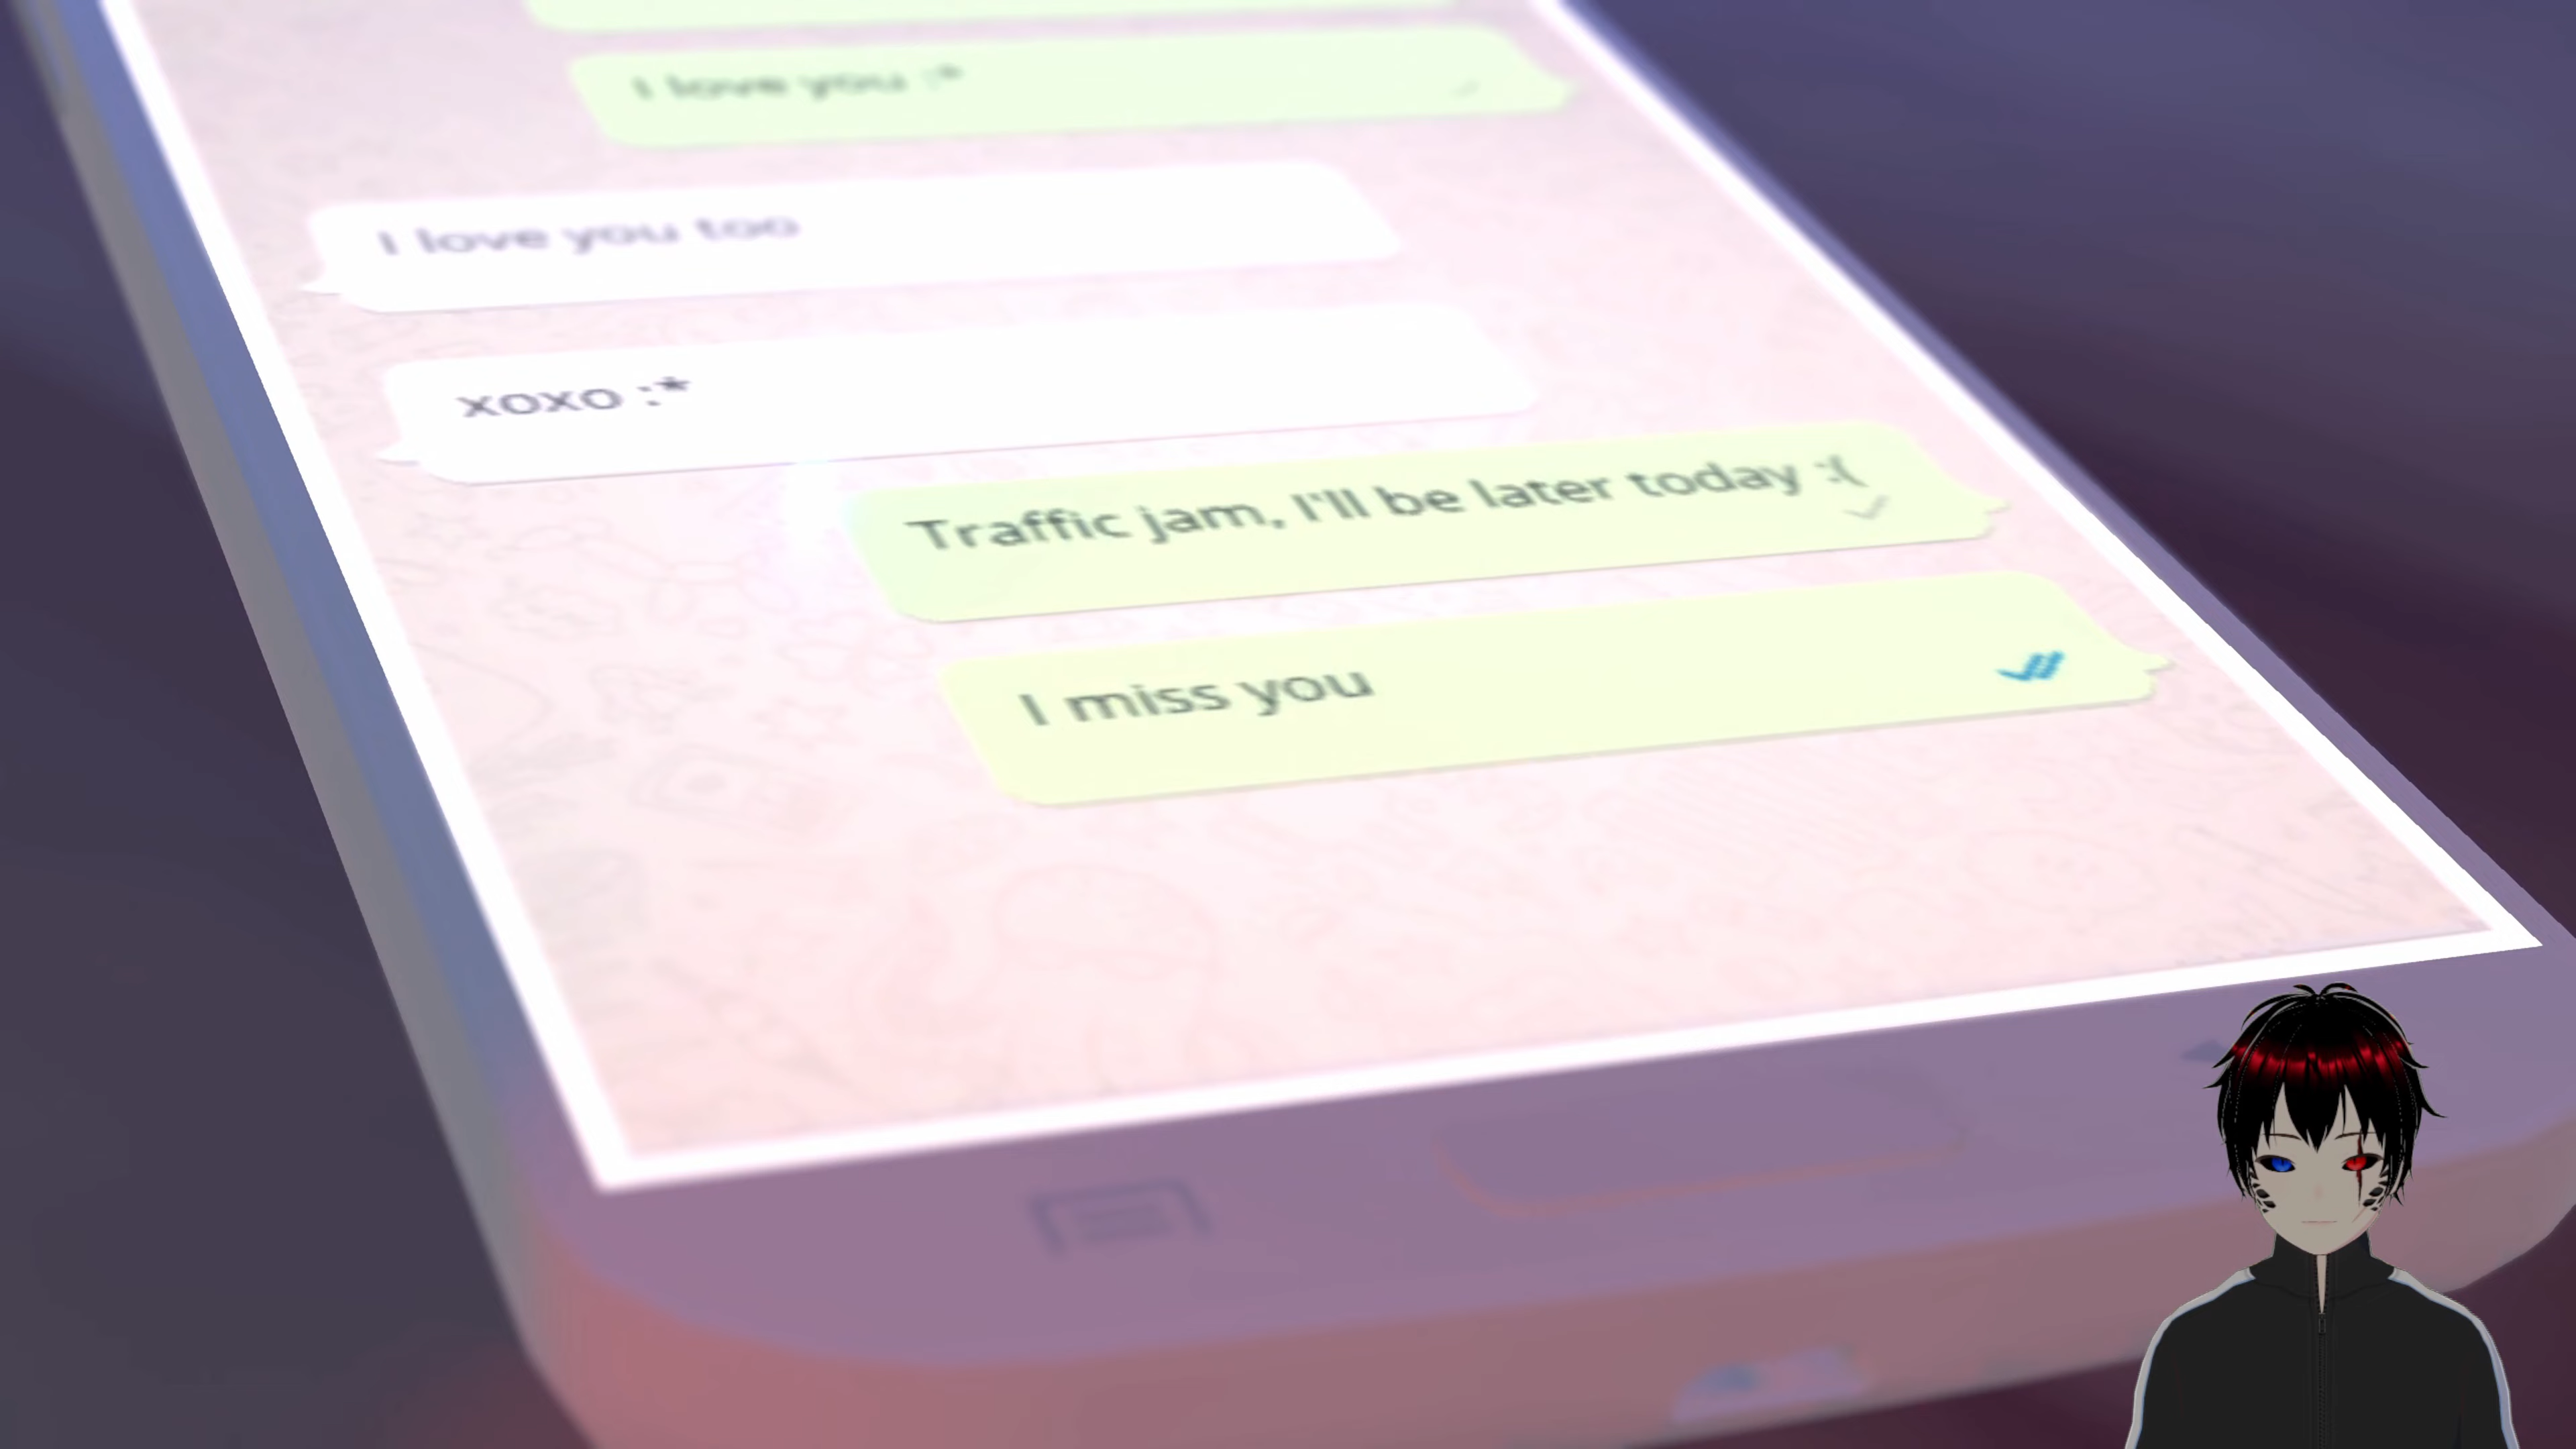 I love you :*
I love you too
xoxo :*
Traffic jam, I'll be later today :(
I miss you